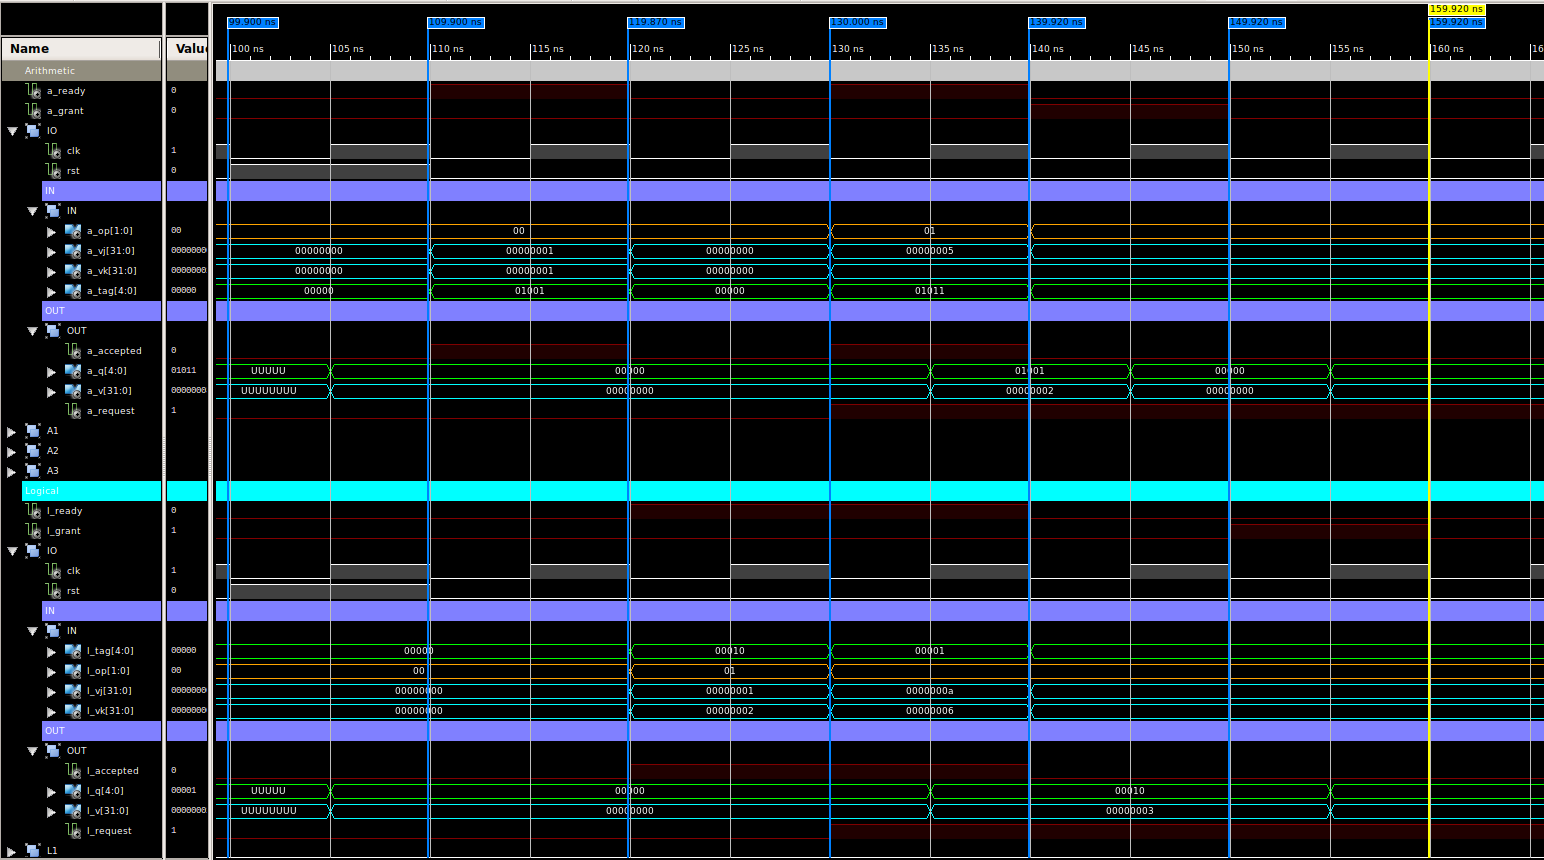 159.920 ns
99.900 ns 109.900 ns 119.870 ns 130.000 ns 139.920 ns 149.920 ns 159.920 ns
Name Value 100 ns 105 ns 110 ns 115 ns 120 ns 125 ns 130 ns 135 ns 140 ns 145 ns 150 ns 155 ns 160 ns 16
Arithmetic
a_ready 0
a_grant 0
IO
clk 1
rst 0
IN
IN
a_op[1:0] 00 00 01
a_vj[31:0] 0000000 00000000 00000001 00000000 00000005
a_vk[31:0] 0000000 00000000 00000001 00000000
a_tag[4:0] 00000 00000 01001 00000 01011
OUT
OUT
a_accepted 0
a_q[4:0] 01011 UUUUU 00000 01001 00000
a_v[31:0] 0000000 UUUUUUUU 00000000 00000002 00000000
a_request 1
A1
A2
A3
Logical
l_ready 0
l_grant 1
IO
clk 1
rst 0
IN
IN
l_tag[4:0] 00000 00000 00010 00001
l_op[1:0] 00 00 01
l_vj[31:0] 0000000 00000000 00000001 0000000a
l_vk[31:0] 0000000 00000000 00000002 00000006
OUT
OUT
l_accepted 0
l_q[4:0] 00001 UUUUU 00000 00010
l_v[31:0] 0000000 UUUUUUUU 00000000 00000003
l_request 1
L1